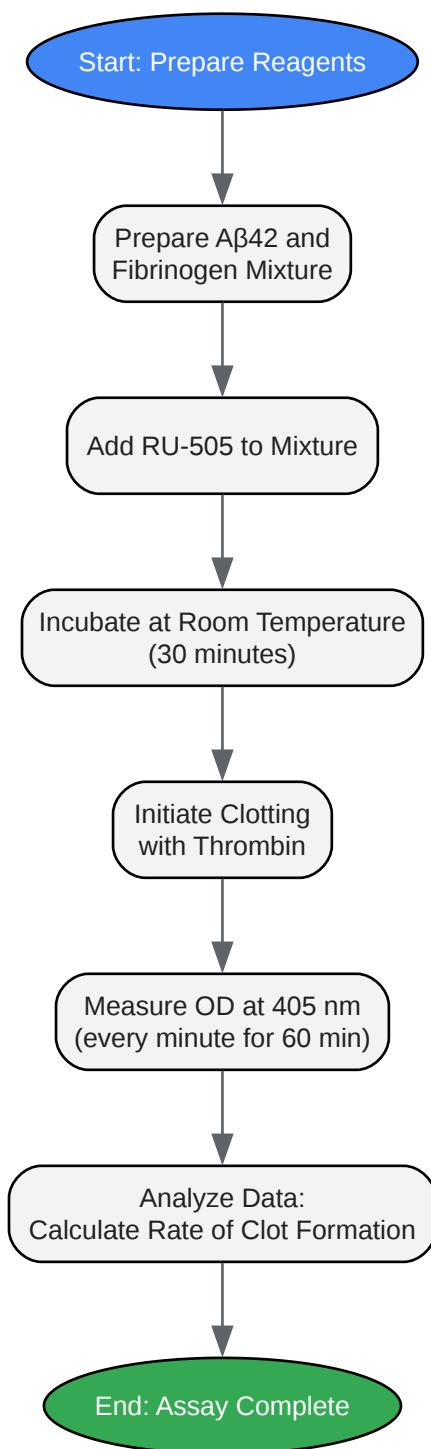 Start: Prepare Reagents
Prepare Aβ42 and
Fibrinogen Mixture
Add RU-505 to Mixture
Incubate at Room Temperature
(30 minutes)
Initiate Clotting
with Thrombin
Measure OD at 405 nm
(every minute for 60 min)
Analyze Data:
Calculate Rate of Clot Formation
End: Assay Complete